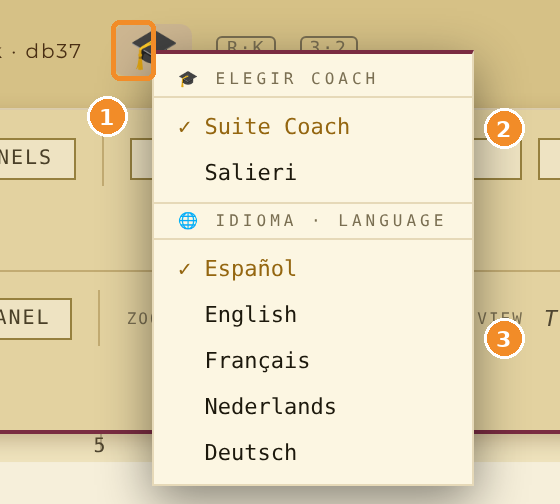 · db37
R·K 3·2
ELEGIR COACH
1
2
✓ Suite Coach
NELS
Salieri
IDIOMA · LANGUAGE
✓ Español
English
ANEL
ZO
VIEW
T
3
Français
Nederlands
5
Deutsch